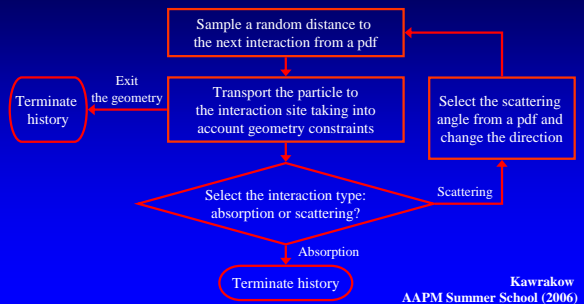 Sample a random distance to
the next interaction from a pdf
Exit
the geometry
Terminate
history
Transport the particle to
the interaction site taking into
account geometry constraints
Select the scattering
angle from a pdf and
change the direction
Select the interaction type:
absorption or scattering?
Scattering
Absorption
Terminate history
Kawrakow
AAPM Summer School (2006)